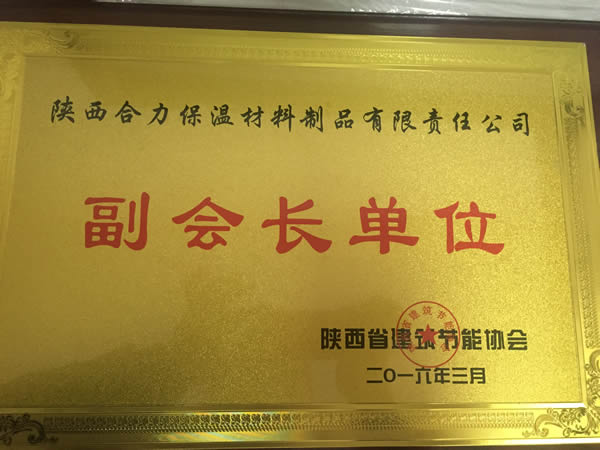 陕西合力保温材料制品有限责任公司
副会长单位
陕西省建筑节能协会
二〇一六年三月